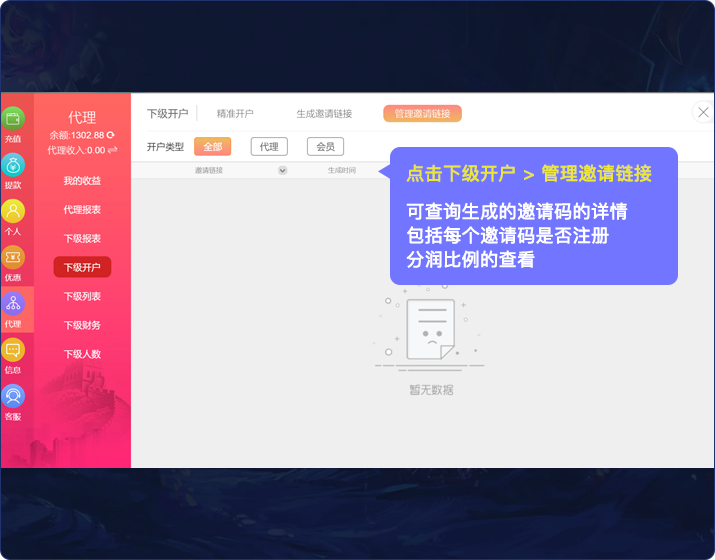 充值
提款
个人
优惠
代理
信息
客服
代理
余额:1302.88
代理收入:0.00
我的收益
代理报表
下级报表
下级开户
下级列表
下级财务
下级人数
下级开户
精准开户
生成邀请链接
管理邀请链接
开户类型
全部
代理
会员
邀请链接
生成时间
点击下级开户 > 管理邀请链接
可查询生成的邀请码的详情
包括每个邀请码是否注册
分润比例的查看
暂无数据